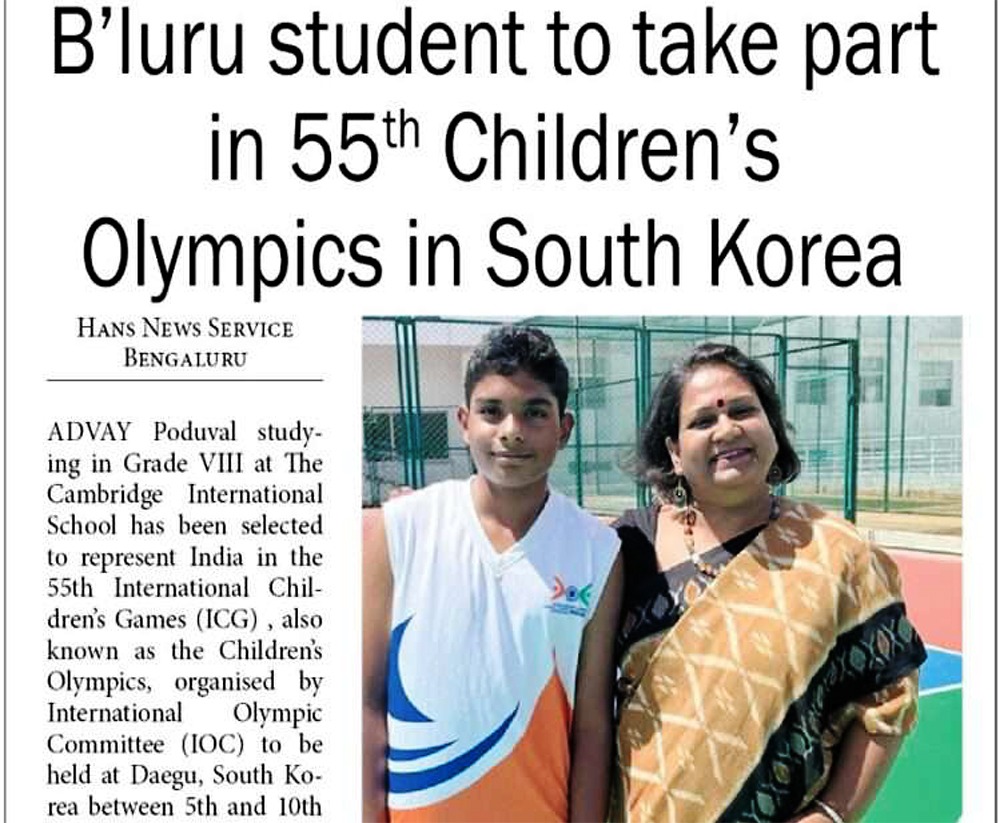 B'luru student to take part
in 55th Children's
Olympics in South Korea
HANS NEWS SERVICE
BENGALURU
ADVAY Poduval study-
ing in Grade VIII at The
Cambridge International
School has been selected
to represent India in the
55th International Chil-
dren's Games (ICG) , also
known as the Children's
Olympics, organised by
International Olympic
Committee (IOC) to be
held at Daegu, South Ko-
rea between 5th and 10th